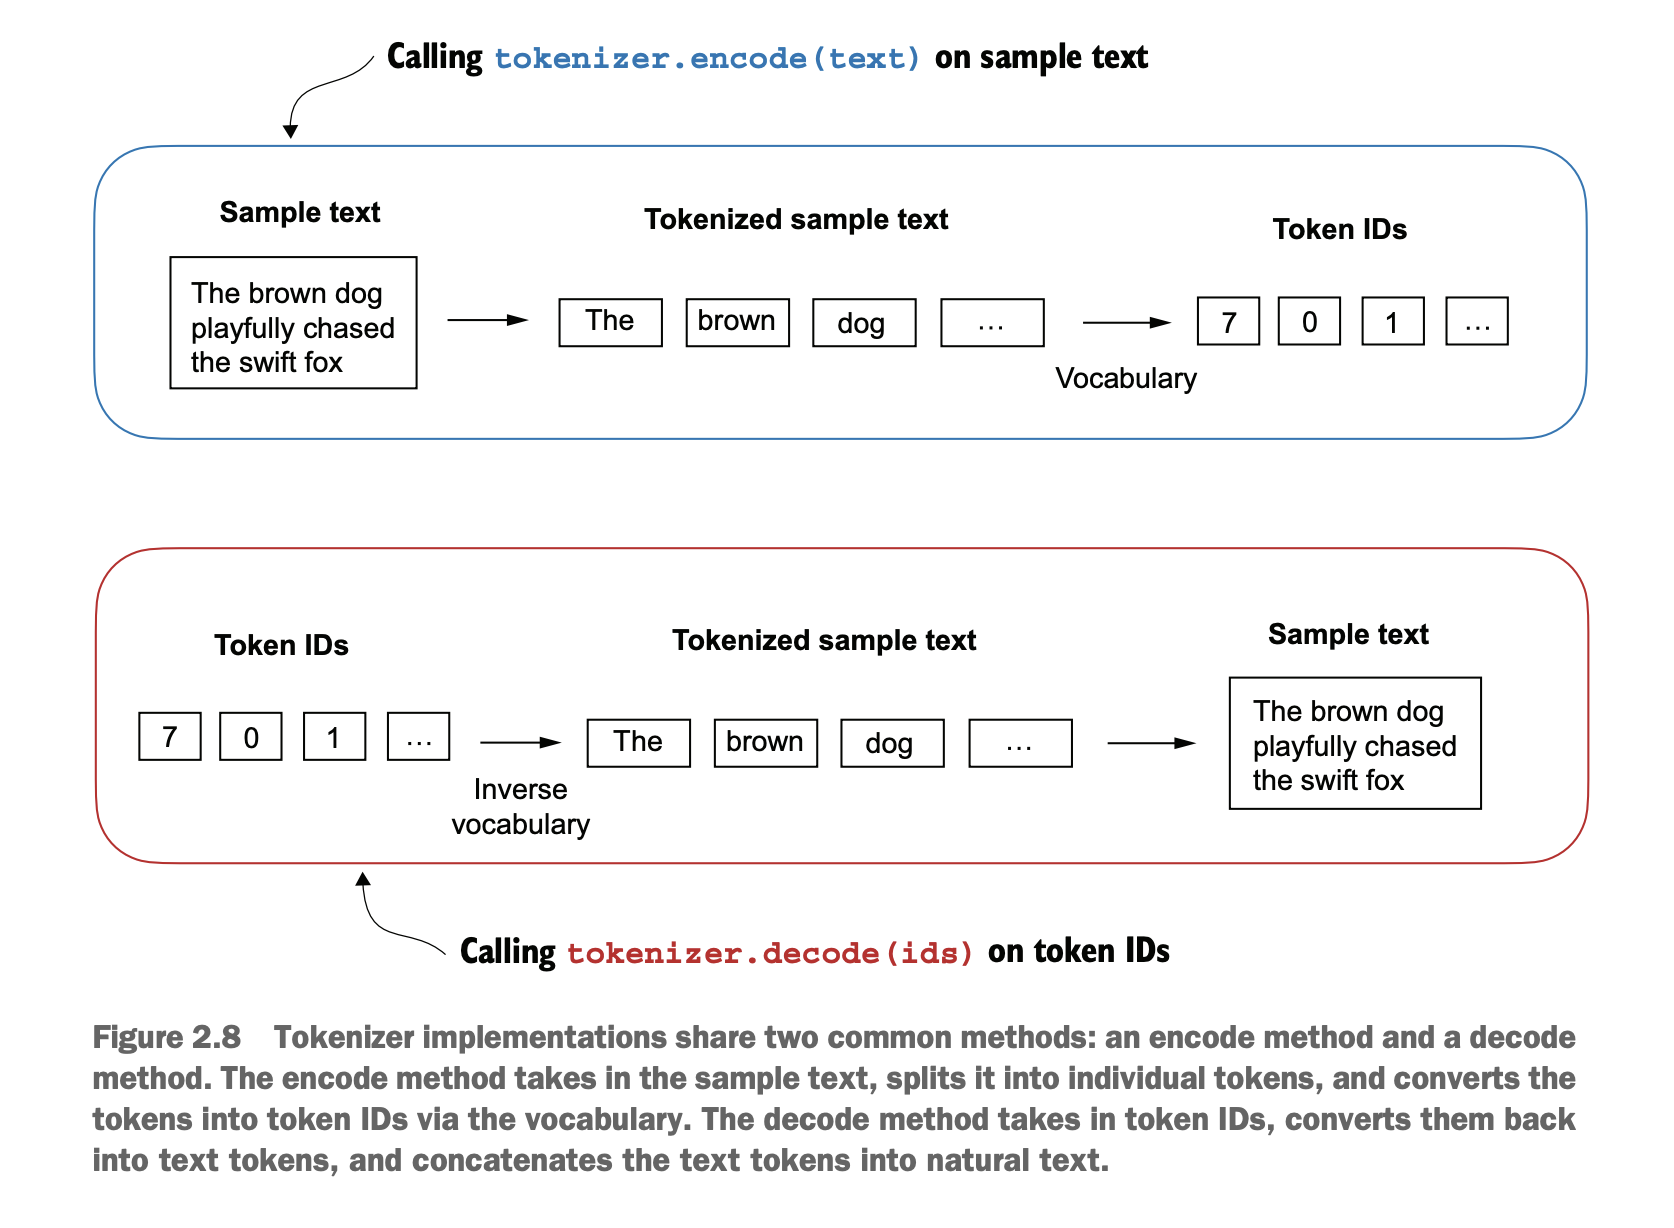 Calling tokenizer.encode(text) on sample text
Sample text
Tokenized sample text
Token IDs
The brown dog
playfully chased
the swift fox
The
brown
dog
...
Vocabulary
7
0
1
...
Token IDs
Tokenized sample text
Sample text
7
0
1
...
Inverse
vocabulary
The
brown
dog
...
The brown dog
playfully chased
the swift fox
Calling tokenizer.decode(ids) on token IDs
Figure 2.8 Tokenizer implementations share two common methods: an encode method and a decode
method. The encode method takes in the sample text, splits it into individual tokens, and converts the
tokens into token IDs via the vocabulary. The decode method takes in token IDs, converts them back
into text tokens, and concatenates the text tokens into natural text.